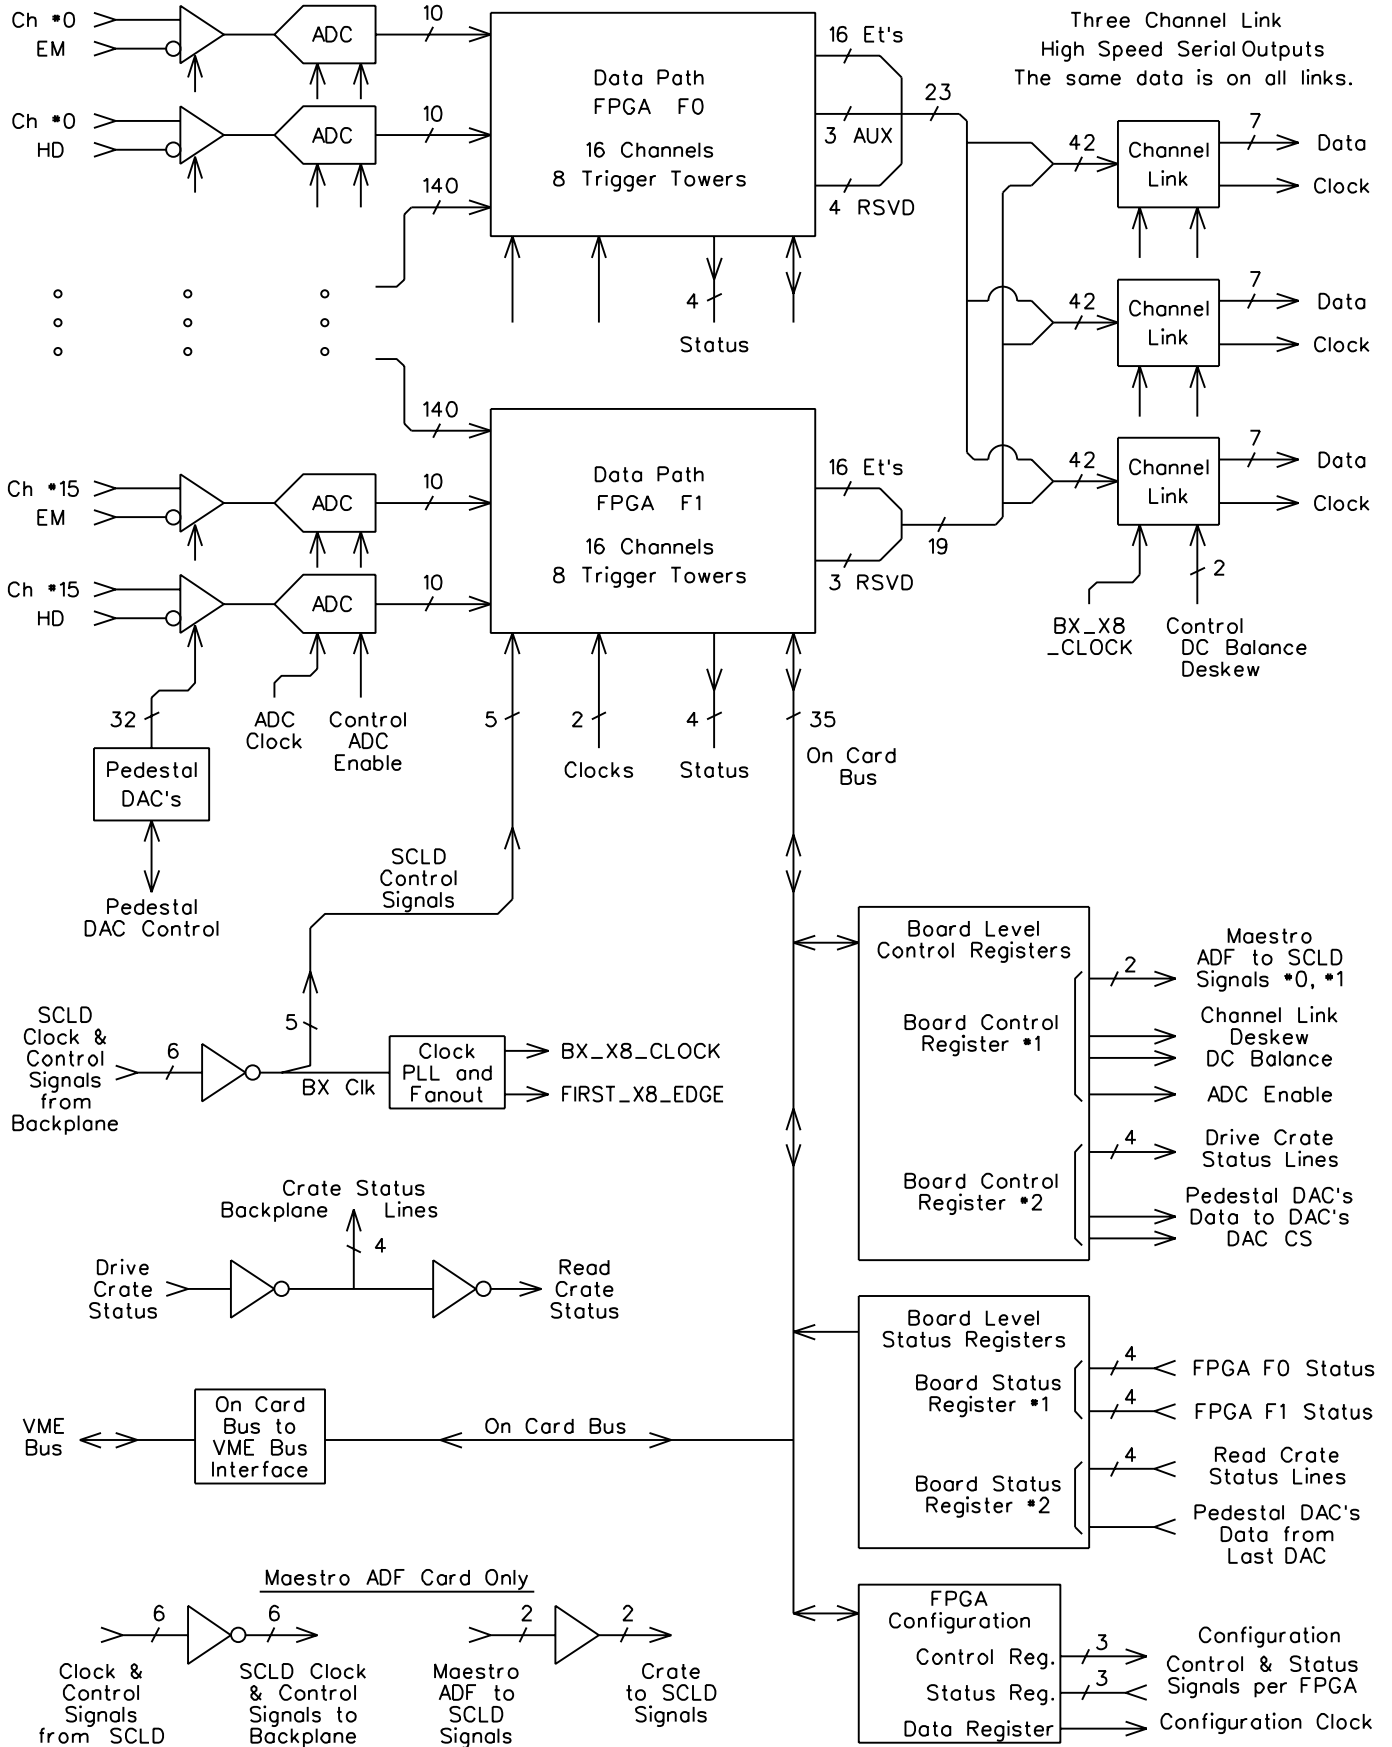 Ch *0
EM
ADC
10
Ch *0
HD
ADC
10
140
Data Path
FPGA F0
16 Channels
8 Trigger Towers
16 Et's
3 AUX
4 RSVD
23
4
Status
Three Channel Link
High Speed Serial Outputs
The same data is on all links.
42
Channel
Link
7
Data
Clock
42
Channel
Link
7
Data
Clock
42
Channel
Link
7
Data
Clock
BX_X8
_CLOCK
2
Control
DC Balance
Deskew
140
Ch *15
EM
ADC
10
Ch *15
HD
ADC
10
Data Path
FPGA F1
16 Channels
8 Trigger Towers
16 Et's
3 RSVD
19
32
Pedestal
DAC's
Pedestal
DAC Control
ADC
Clock
Control
ADC
Enable
5
2
Clocks
4
Status
35
On Card
Bus
SCLD
Control
Signals
SCLD
Clock &
Control
Signals
from
Backplane
6
5
BX Clk
Clock
PLL and
Fanout
BX_X8_CLOCK
FIRST_X8_EDGE
Board Level
Control Registers
Board Control
Register *1
Board Control
Register *2
2
Maestro
ADF to SCLD
Signals *0, *1
Channel Link
Deskew
DC Balance
ADC Enable
4
Drive Crate
Status Lines
Pedestal DAC's
Data to DAC's
DAC CS
Crate Status
Backplane Lines
4
Drive
Crate
Status
Read
Crate
Status
Board Level
Status Registers
Board Status
Register *1
Board Status
Register *2
4
FPGA F0 Status
4
FPGA F1 Status
4
Read Crate
Status Lines
Pedestal DAC's
Data from
Last DAC
VME
Bus
On Card
Bus to
VME Bus
Interface
On Card Bus
Maestro ADF Card Only
6
6
Clock &
Control
Signals
from SCLD
SCLD Clock
& Control
Signals to
Backplane
2
2
Maestro
ADF to
SCLD
Signals
Crate
to SCLD
Signals
FPGA
Configuration
Control Reg.
Status Reg.
Data Register
3
3
Configuration
Control & Status
Signals per FPGA
Configuration Clock